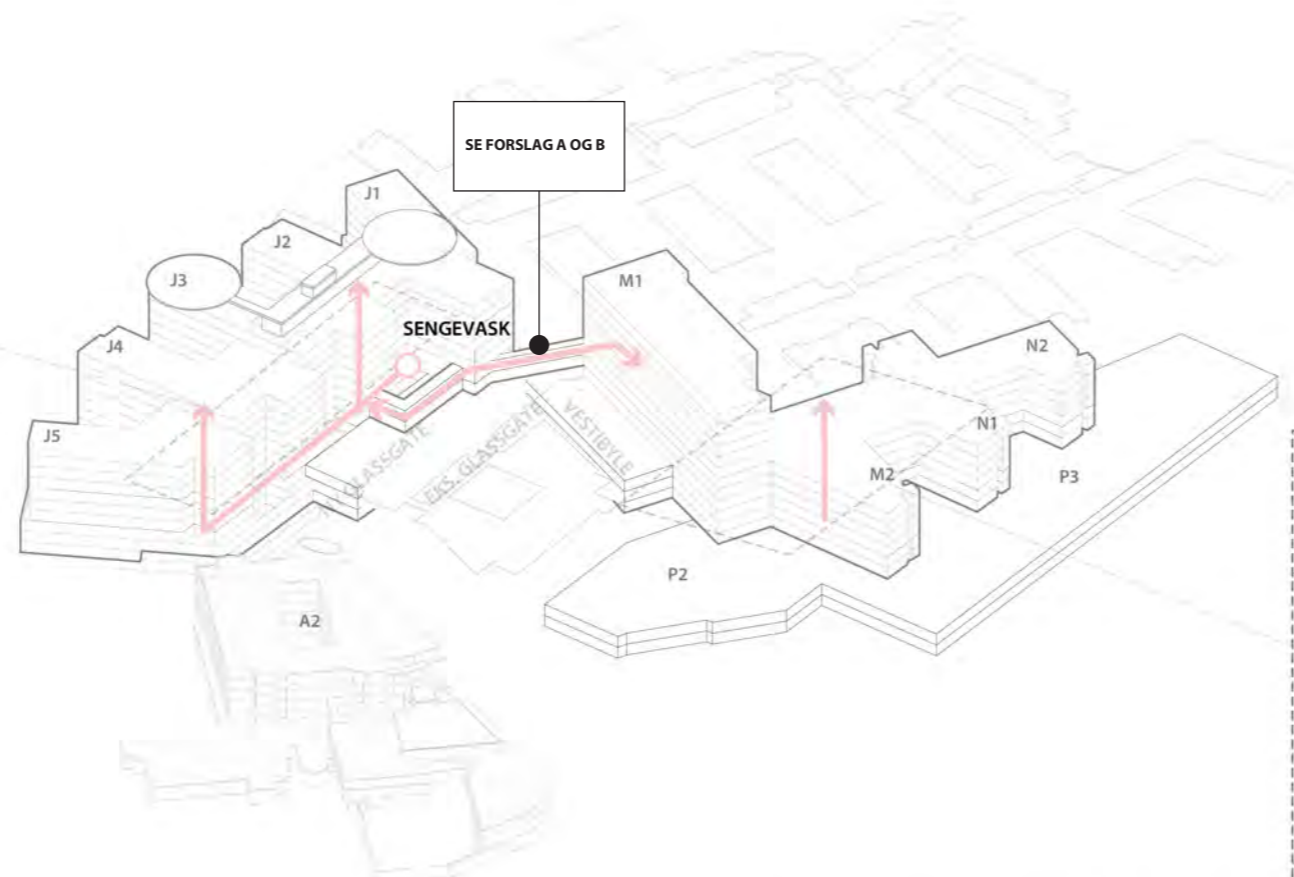 SE FORSLAG A OG B
J1
J2
J3
M1
SENGEVASK
J4
N2
J5
GLASSGATE
EKS. GLASSGATE
VESTIBYLE
N1
M2
P3
P2
A2